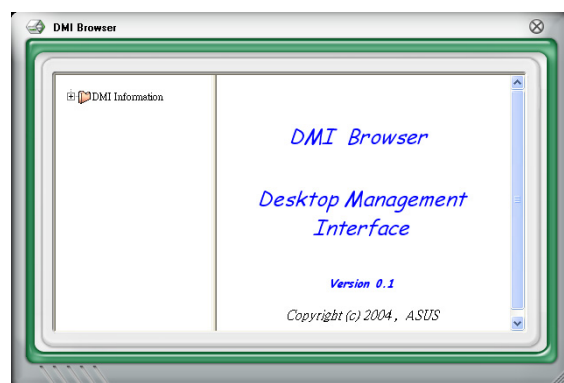 DMI Browser
DMI Information
DMI Browser
Desktop Management
Interface
Version 0.1
Copyright (c) 2004 , ASUS